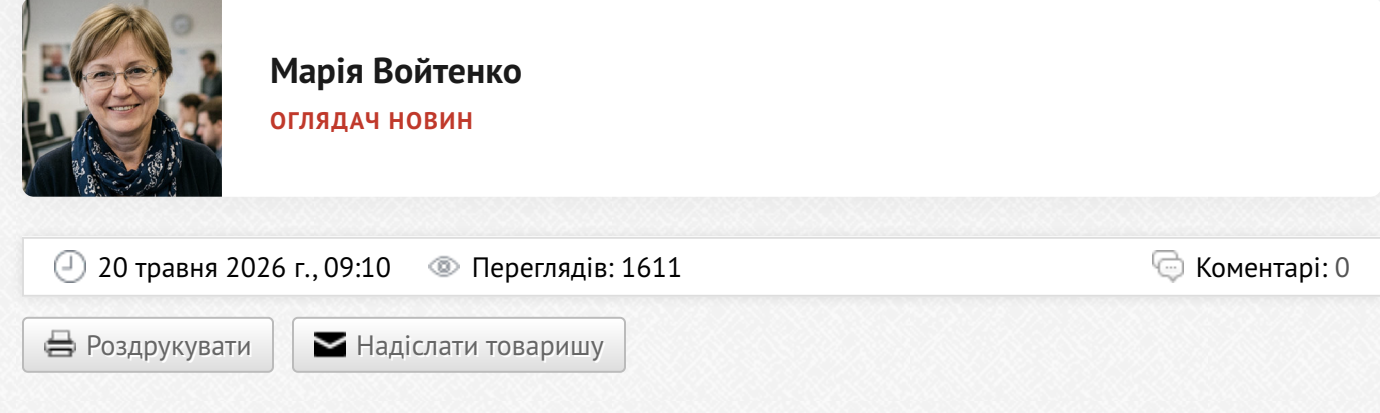 Марія Войтенко
ОГЛЯДАЧ НОВИН
20 травня 2026 г., 09:10 Переглядів: 1611 Коментарі: 0
Роздрукувати Надіслати товаришу